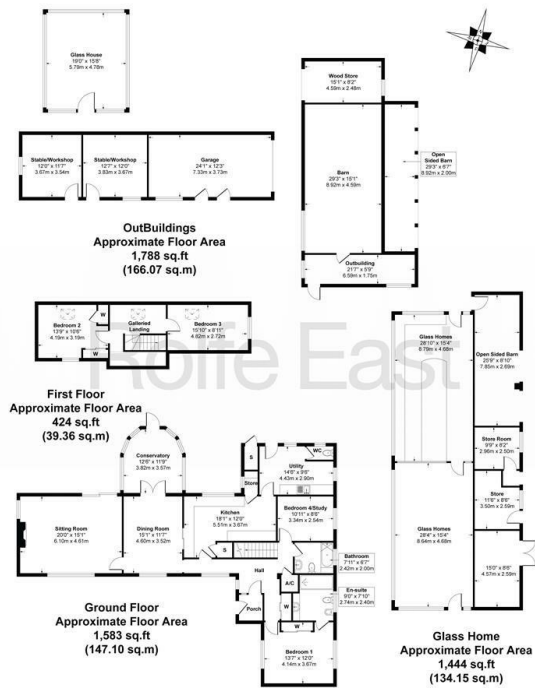 Glass House
19'0" x 15'8"
5.79m x 4.78m
Stable/Workshop
12'0" x 11'7"
3.67m x 3.54m
Stable/Workshop
12'7" x 12'0"
3.83m x 3.67m
Garage
24'1" x 12'3"
7.33m x 3.73m
OutBuildings
Approximate Floor Area
1,788 sq.ft
(166.07 sq.m)
Wood Store
15'1" x 8'2"
4.59m x 2.48m
Barn
29'3" x 15'1"
8.92m x 4.59m
Open
Sided Barn
29'3" x 6'7"
8.92m x 2.00m
Outbuilding
21'7" x 5'9"
6.59m x 1.75m
Bedroom 2
13'9" x 10'6"
4.19m x 3.19m
W
W
Galleried
Landing
Bedroom 3
15'10" x 8'11"
4.82m x 2.72m
Rolfe East
First Floor
Approximate Floor Area
424 sq.ft
(39.36 sq.m)
Conservatory
12'6" x 11'9"
3.82m x 3.57m
S
Store
Utility
14'6" x 9'6"
4.43m x 2.90m
WC
Sitting Room
20'0" x 15'1"
6.10m x 4.61m
Dining Room
15'1" x 11'7"
4.60m x 3.52m
Kitchen
18'1" x 12'0"
5.51m x 3.67m
Bedroom 4/Study
10'11" x 8'4"
3.34m x 2.54m
S
Hall
Bathroom
7'11" x 6'7"
2.42m x 2.00m
A/C
En-suite
9'0" x 7'10"
2.74m x 2.40m
Porch
W
W
Bedroom 1
13'7" x 12'0"
4.14m x 3.67m
Ground Floor
Approximate Floor Area
1,583 sq.ft
(147.10 sq.m)
Glass Homes
28'10" x 15'4"
8.79m x 4.68m
Open Sided Barn
25'9" x 8'10"
7.85m x 2.69m
Store Room
9'9" x 8'2"
2.96m x 2.50m
Store
11'6" x 8'6"
3.50m x 2.59m
Glass Homes
28'4" x 15'4"
8.64m x 4.68m
15'0" x 8'6"
4.57m x 2.59m
Glass Home
Approximate Floor Area
1,444 sq.ft
(134.15 sq.m)